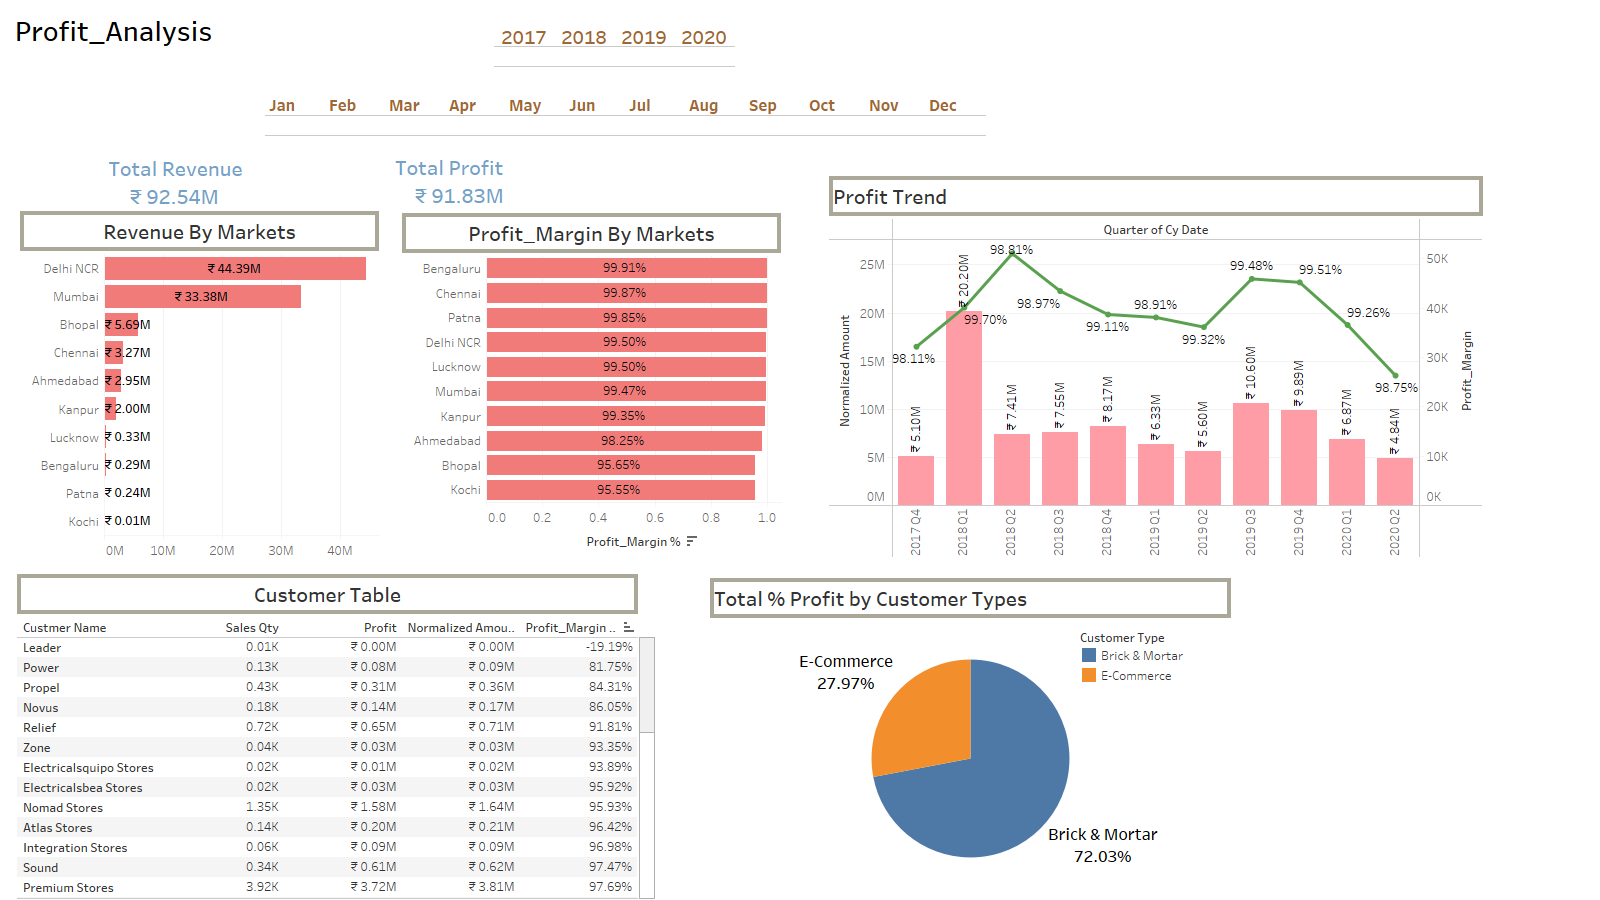 Profit_Analysis
2017 2018 2019 2020
Jan Feb Mar Apr May Jun Jul Aug Sep Oct Nov Dec
Total Revenue
₹ 92.54M
Total Profit
₹ 91.83M
Revenue By Markets
Delhi NCR ₹ 44.39M
Mumbai ₹ 33.38M
Bhopal ₹ 5.69M
Chennai ₹ 3.27M
Ahmedabad ₹ 2.95M
Kanpur ₹ 2.00M
Lucknow ₹ 0.33M
Bengaluru ₹ 0.29M
Patna ₹ 0.24M
Kochi ₹ 0.01M
0M 10M 20M 30M 40M
Profit_Margin By Markets
Bengaluru 99.91%
Chennai 99.87%
Patna 99.85%
Delhi NCR 99.50%
Lucknow 99.50%
Mumbai 99.47%
Kanpur 99.35%
Ahmedabad 98.25%
Bhopal 95.65%
Kochi 95.55%
0.0 0.2 0.4 0.6 0.8 1.0
Profit_Margin %
Profit Trend
Quarter of Cy Date
Normalized Amount
25M
20M
15M
10M
5M
0M
98.11%
99.70%
98.81%
98.97%
99.11%
98.91%
99.32%
99.48%
99.51%
99.26%
98.75%
₹ 5.10M
₹ 20.20M
₹ 7.41M
₹ 7.55M
₹ 8.17M
₹ 6.33M
₹ 5.60M
₹ 10.60M
₹ 9.89M
₹ 6.87M
₹ 4.84M
50K
40K
30K
20K
10K
0K
Profit_Margin
2017 Q4
2018 Q1
2018 Q2
2018 Q3
2018 Q4
2019 Q1
2019 Q2
2019 Q3
2019 Q4
2020 Q1
2020 Q2
Customer Table
Custmer Name Sales Qty Profit Normalized Amou.. Profit_Margin ..
Leader 0.01K ₹ 0.00M ₹ 0.00M -19.19%
Power 0.13K ₹ 0.08M ₹ 0.09M 81.75%
Propel 0.43K ₹ 0.31M ₹ 0.36M 84.31%
Novus 0.18K ₹ 0.14M ₹ 0.17M 86.05%
Relief 0.72K ₹ 0.65M ₹ 0.71M 91.81%
Zone 0.04K ₹ 0.03M ₹ 0.03M 93.35%
Electricalsquipo Stores 0.02K ₹ 0.01M ₹ 0.02M 93.89%
Electricalsbea Stores 0.02K ₹ 0.03M ₹ 0.03M 95.92%
Nomad Stores 1.35K ₹ 1.58M ₹ 1.64M 95.93%
Atlas Stores 0.14K ₹ 0.20M ₹ 0.21M 96.42%
Integration Stores 0.06K ₹ 0.09M ₹ 0.09M 96.98%
Sound 0.34K ₹ 0.61M ₹ 0.62M 97.47%
Premium Stores 3.92K ₹ 3.72M ₹ 3.81M 97.69%
Total % Profit by Customer Types
Customer Type
Brick & Mortar
E-Commerce
E-Commerce
27.97%
Brick & Mortar
72.03%